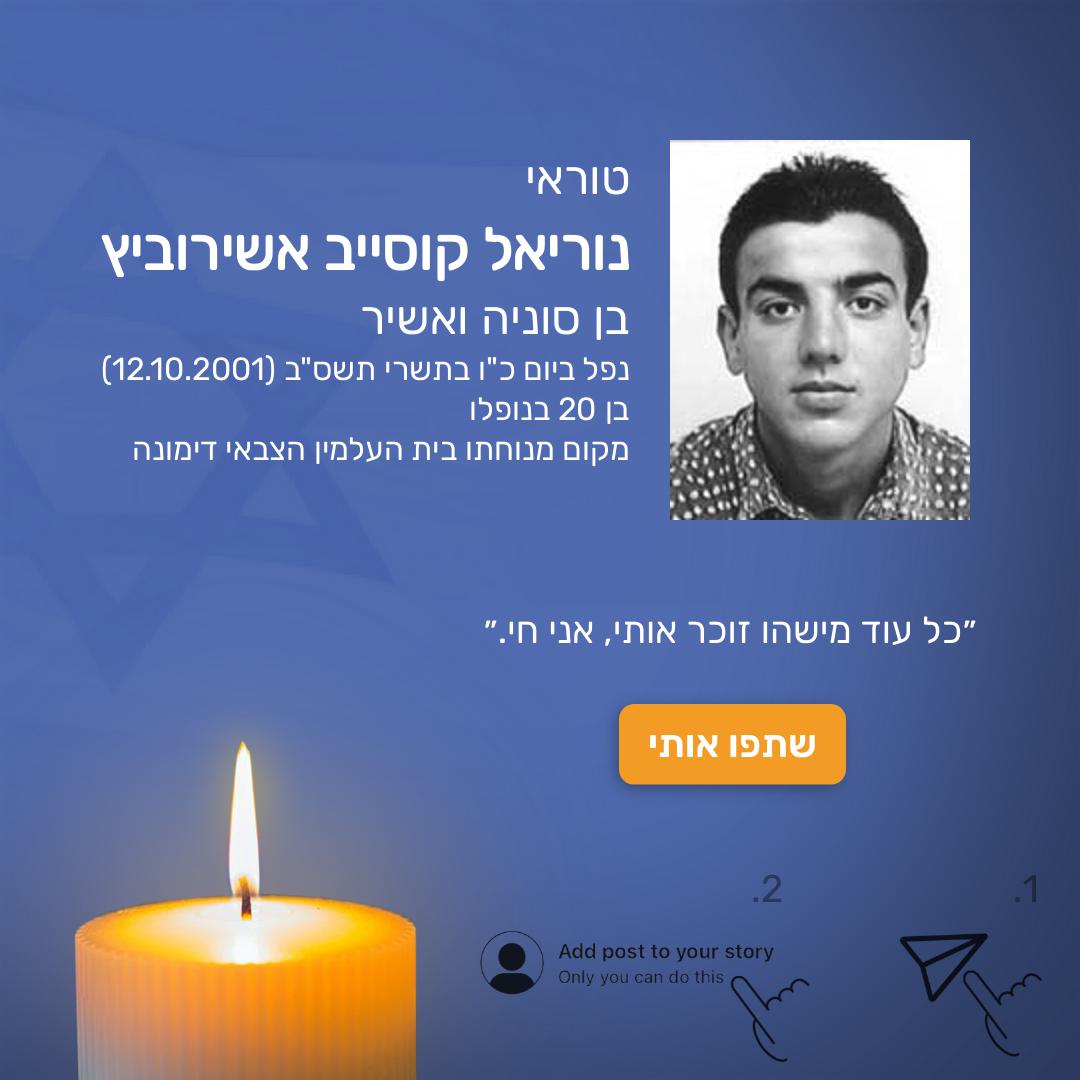 טוראי
נוריאל קוסייב אשירוביץ
בן סוניה ואשיר
נפל ביום כ"ו בתשרי תשס"ב (12.10.2001)
בן 20 בנופלו
מקום מנוחתו בית העלמין הצבאי דימונה
״כל עוד מישהו זוכר אותי, אני חי.״
שתפו אותי
1.
2.
Add post to your story
Only you can do this